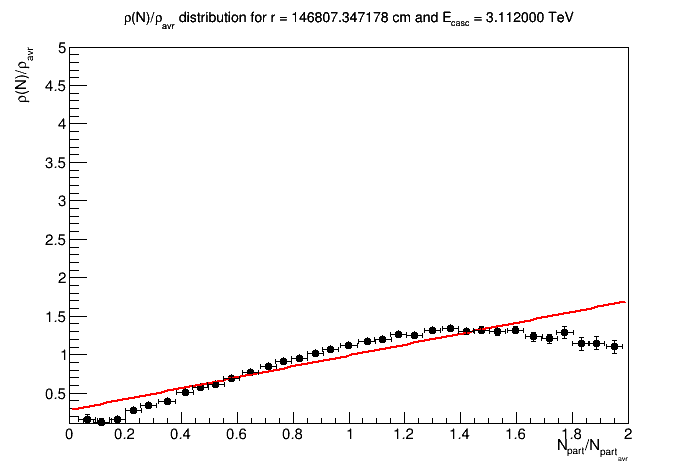 ρ(N)/ρavr distribution for r = 146807.347178 cm and Ecasc = 3.112000 TeV
ρ(N)/ρavr
5
4.5
4
3.5
3
2.5
2
1.5
1
0.5
0 0.2 0.4 0.6 0.8 1 1.2 1.4 1.6 1.8 2
Npart/Npartavr